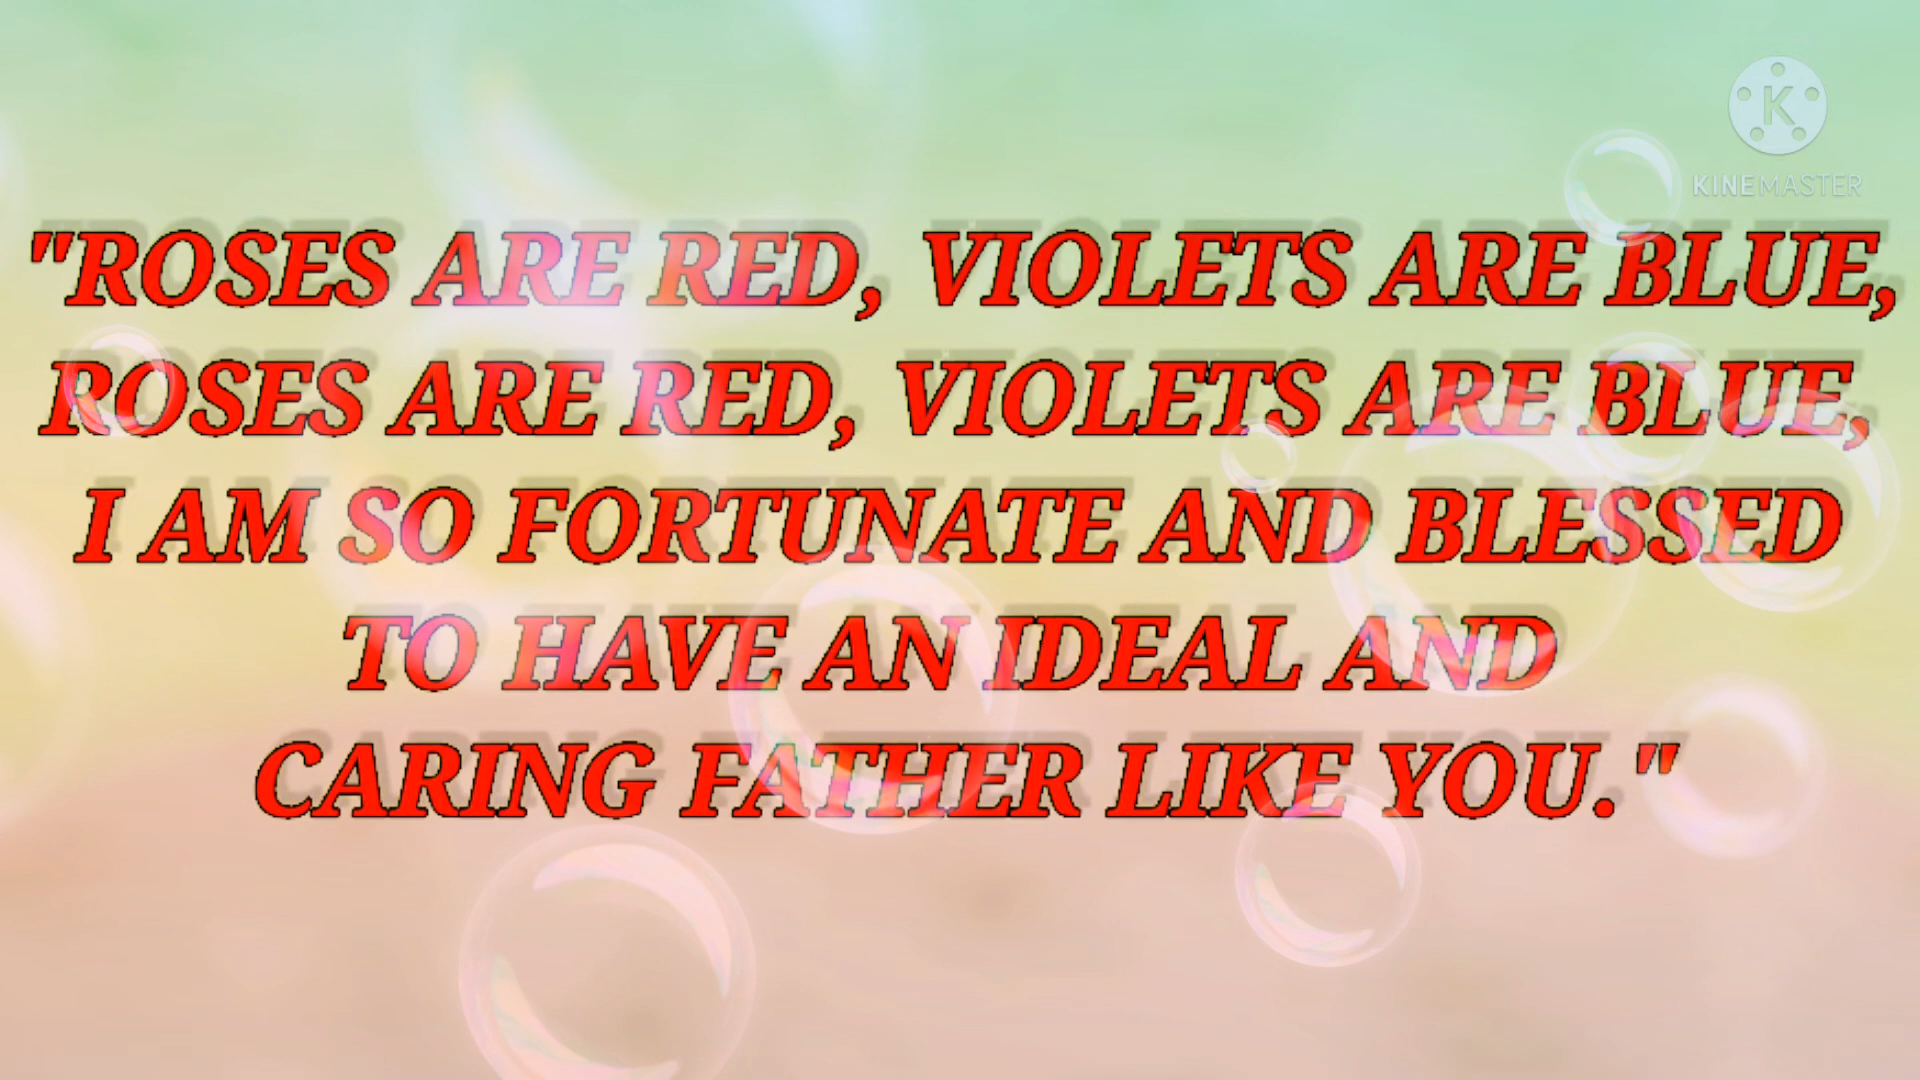 K
KINEMASTER
"ROSES ARE RED, VIOLETS ARE BLUE,
ROSES ARE RED, VIOLETS ARE BLUE,
I AM SO FORTUNATE AND BLESSED
TO HAVE AN IDEAL AND
CARING FATHER LIKE YOU."